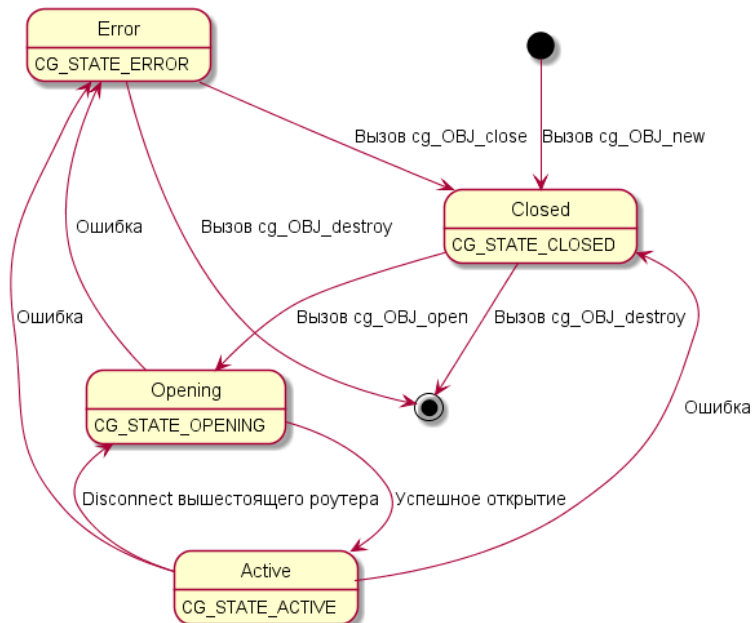 Error
CG_STATE_ERROR
Вызов cg_OBJ_close
Вызов cg_OBJ_new
Closed
CG_STATE_CLOSED
Ошибка
Вызов cg_OBJ_destroy
Ошибка
Вызов cg_OBJ_open
Вызов cg_OBJ_destroy
Opening
CG_STATE_OPENING
Ошибка
Disconnect вышестоящего роутера
Успешное открытие
Active
CG_STATE_ACTIVE